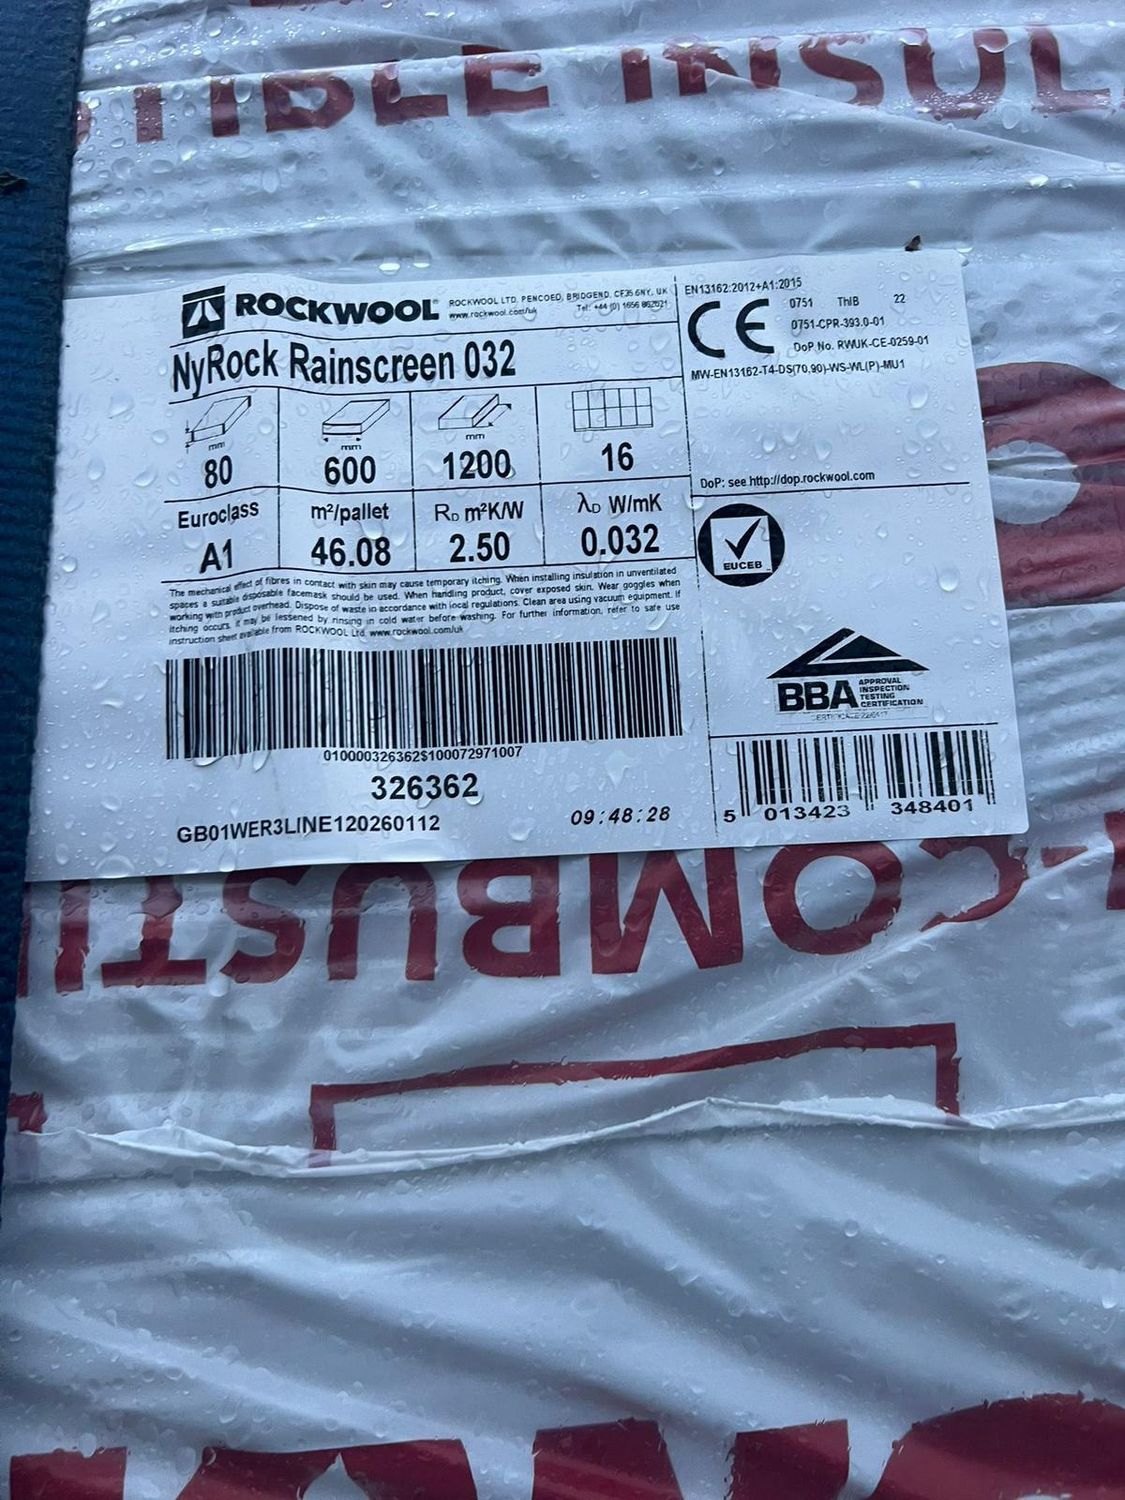 TIBLE INSUL
ROCKWOOL®
ROCKWOOL LTD, PENCOED, BRIDGEND, CF35 6NY, UK
www.rockwool.com/uk Tel: +44 (0) 1656 862621
NyRock Rainscreen 032
mm mm mm
80 600 1200 16
Euroclass m²/pallet RD m²K/W λD W/mK
A1 46.08 2.50 0.032
The mechanical effect of fibres in contact with skin may cause temporary itching. When installing insulation in unventilated
spaces a suitable disposable facemask should be used. When handling product, cover exposed skin. Wear goggles when
working with product overhead. Dispose of waste in accordance with local regulations. Clean area using vacuum equipment. If
itching occurs, it may be lessened by rinsing in cold water before washing. For further information, refer to safe use
instruction sheet available from ROCKWOOL Ltd. www.rockwool.com/uk
010000326362$100072971007
326362
GB01WER3LINE120260112 09:48:28
EN13162:2012+A1:2015
CE 0751 ThIB 22
0751-CPR-393.0-01
DoP No. RWUK-CE-0259-01
MW-EN13162-T4-DS(70,90)-WS-WL(P)-MU1
DoP: see http://dop.rockwool.com
EUCEB
BBA
APPROVAL
INSPECTION
TESTING
CERTIFICATION
5 013423 348401
-COMBUSTI